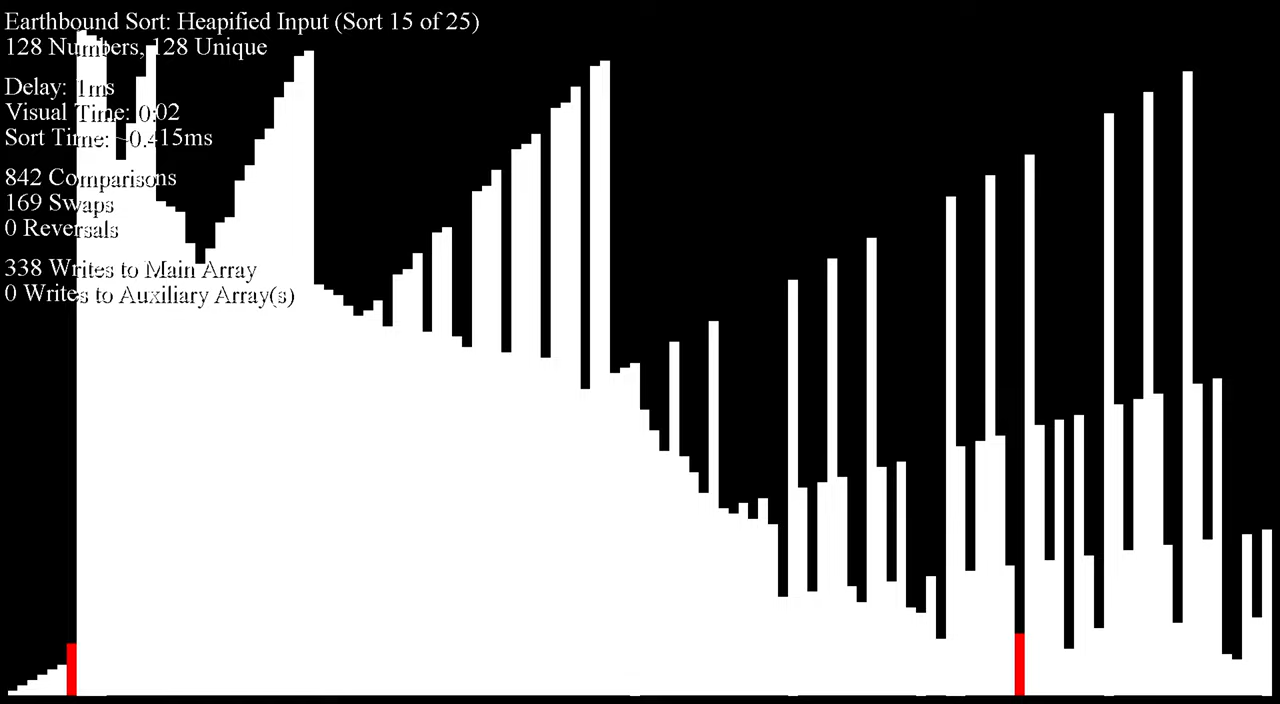 Earthbound Sort: Heapified Input (Sort 15 of 25)
128 Numbers, 128 Unique
Delay: 1ms
Visual Time: 0:02
Sort Time: ~0.415ms
842 Comparisons
169 Swaps
0 Reversals
338 Writes to Main Array
0 Writes to Auxiliary Array(s)